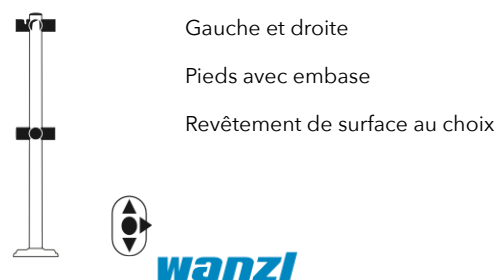 Gauche et droite
Pieds avec embase
Revêtement de surface au choix
wanzl